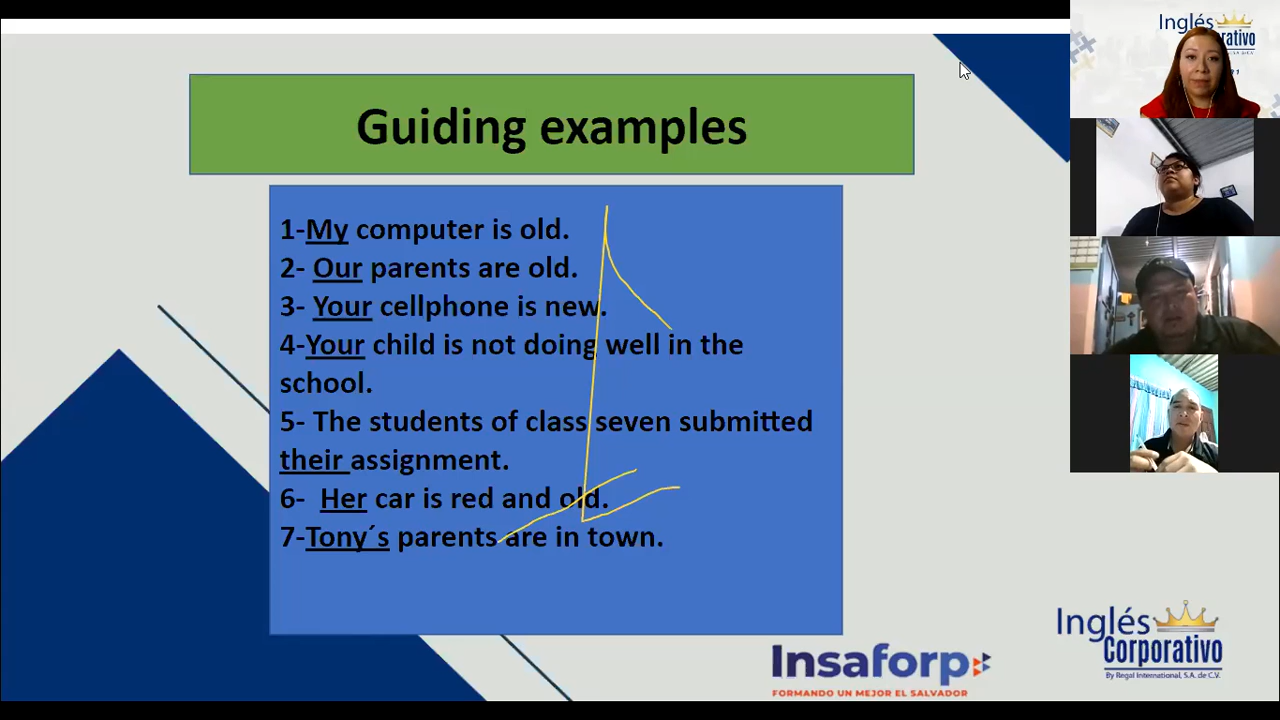 Guiding examples
1-My computer is old.
2- Our parents are old.
3- Your cellphone is new.
4-Your child is not doing well in the
school.
5- The students of class seven submitted
their assignment.
6- Her car is red and old.
7-Tony´s parents are in town.
Insaforp
FORMANDO UN MEJOR EL SALVADOR
Inglés
Corporativo
By Regal International, S.A. de C.V.
Inglés